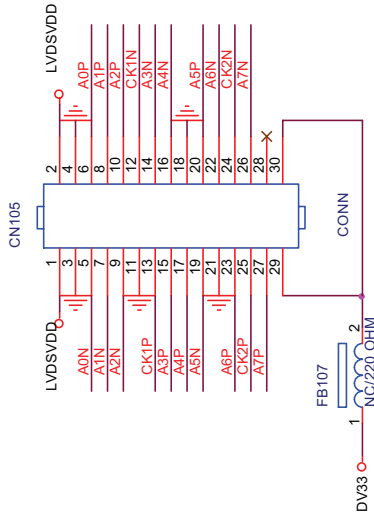 LVDSVDD
A0P
A1P
A2P
CK1N
A3N
A4N
A5P
A6N
CK2N
A7N
2
4
6
8
10
12
14
16
18
20
22
24
26
28
30
CN105
CONN
1
3
5
7
9
11
13
15
17
19
21
23
25
27
29
LVDSVDD
A0N
A1N
A2N
CK1P
A3P
A4P
A5N
A6P
CK2P
A7P
FB107
1
2
NC/220 OHM
DV33